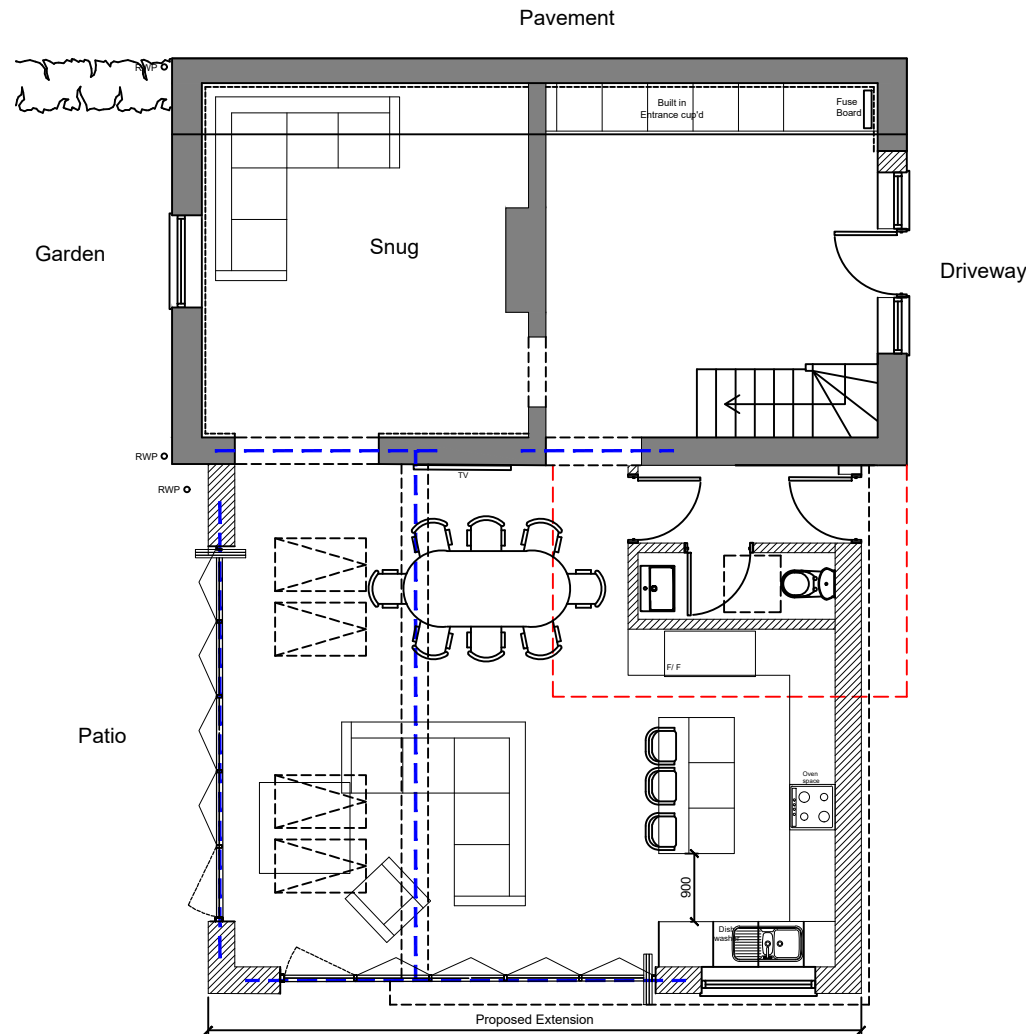 Pavement
RWP
Built in
Entrance cup'd
Fuse
Board
Garden
Snug
Driveway
RWP
RWP
TV
F/ F
Patio
Oven
space
900
Dish
washer
Proposed Extension